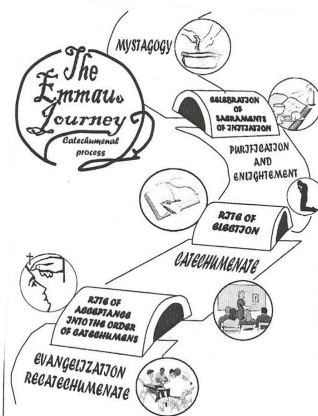 The
Emmaus
Journey
Catechumenal
process
MYSTAGOGY
CELEBRATION
OF
SACRAMENTS
OF INITIATION
PURIFICATION
AND
ENLIGHTEMENT
RITE OF
ELECTION
CATECHUMENATE
RITE OF
ACCEPTANCE
INTO THE ORDER
OF CATECHUMENS
EVANGELIZATION
RECATECHUMENATE